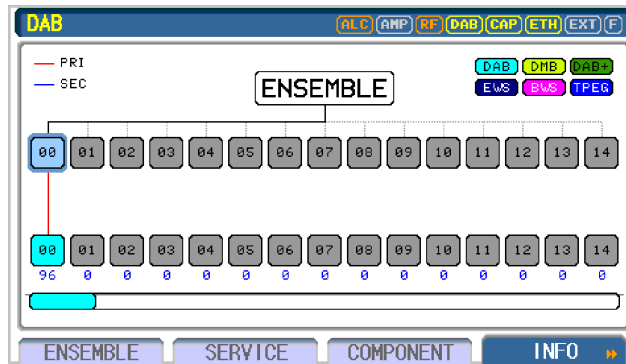 DAB ALC AMP RF DAB CAP ETH EXT F
PRI DAB DMB DAB+
SEC ENSEMBLE EWS BWS TPEG
00 01 02 03 04 05 06 07 08 09 10 11 12 13 14
00 01 02 03 04 05 06 07 08 09 10 11 12 13 14
96 0 0 0 0 0 0 0 0 0 0 0 0 0 0
ENSEMBLE SERVICE COMPONENT INFO